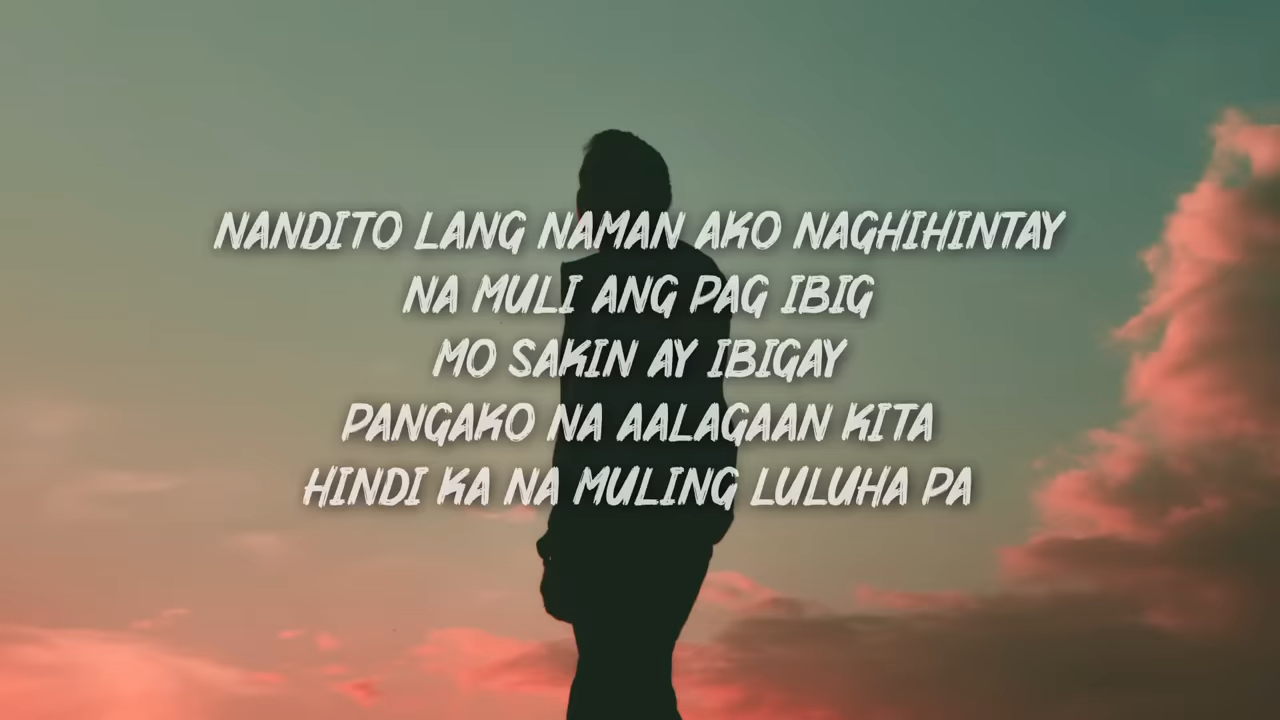 NANDITO LANG NAMAN AKO NAGHIHINTAY
NA MULI ANG PAG IBIG
MO SAKIN AY IBIGAY
PANGAKO NA AALAGAAN KITA
HINDI KA NA MULING LULUHA PA